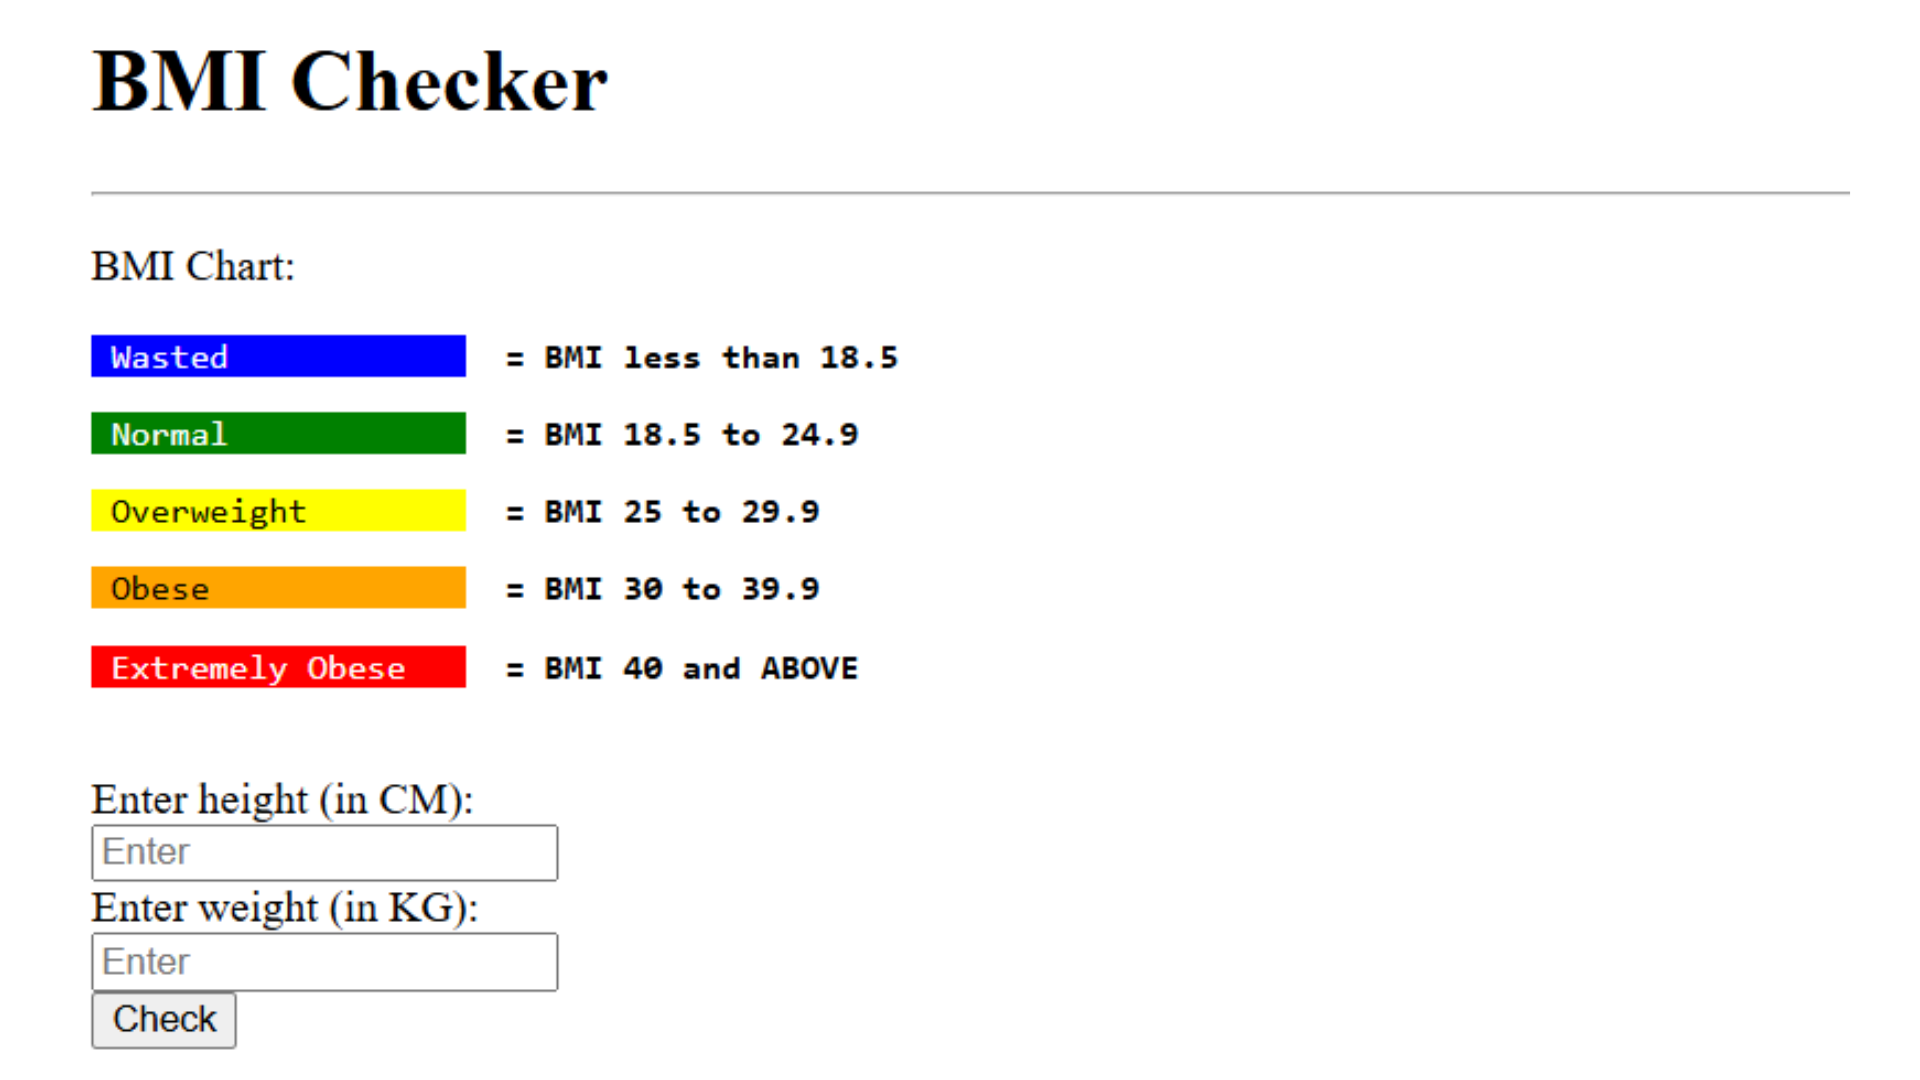 BMI Checker
BMI Chart:
Wasted = BMI less than 18.5
Normal = BMI 18.5 to 24.9
Overweight = BMI 25 to 29.9
Obese = BMI 30 to 39.9
Extremely Obese = BMI 40 and ABOVE
Enter height (in CM):
Enter
Enter weight (in KG):
Enter
Check